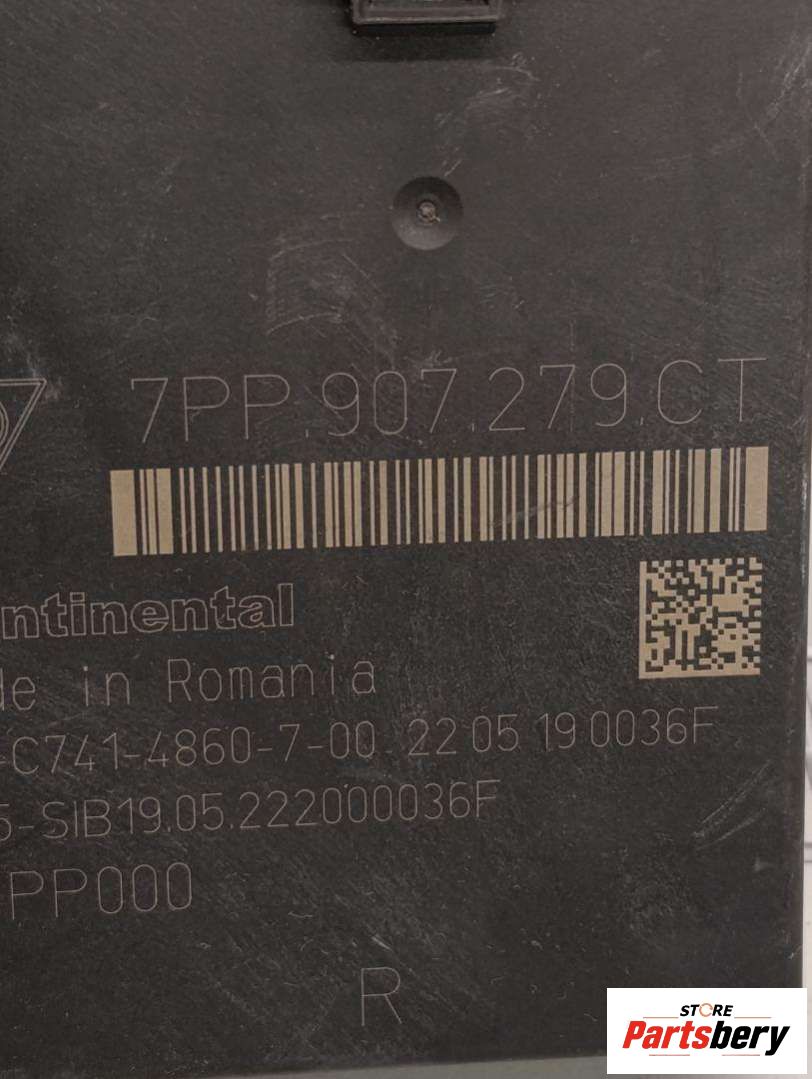 7PP.907.279.CT
ntinental
de in Romania
-C741-4860-7-00 22 05 19 0036F
5-SIB19.05.222000036F
PP000
R
STORE
Partsbery